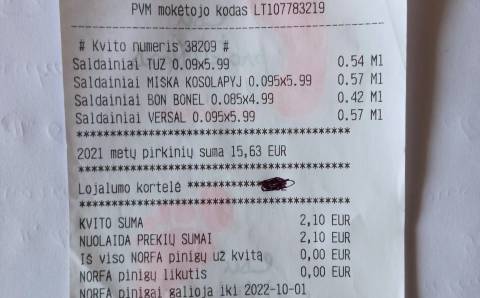 PVM mokėtojo kodas LT107783219
# Kvito numeris 38209 #
Saldainiai TUZ 0.09x5.99 0.54 M1
Saldainiai MIŠKA KOSOLAPYJ 0.095x5.99 0.57 M1
Saldainiai BON BONEL 0.085x4.99 0.42 M1
Saldainiai VERSAL 0.095x5.99 0.57 M1
****************************************
2021 metų pirkinių suma 15,63 EUR
****************************************
Lojalumo kortelė **********
****************************************
KVITO SUMA 2,10 EUR
NUOLAIDA PREKIŲ SUMAI 2,10 EUR
Iš viso NORFA pinigų už kvitą 0,00 EUR
NORFA pinigų likutis 0,00 EUR
NORFA pinigai galioja iki 2022-10-01